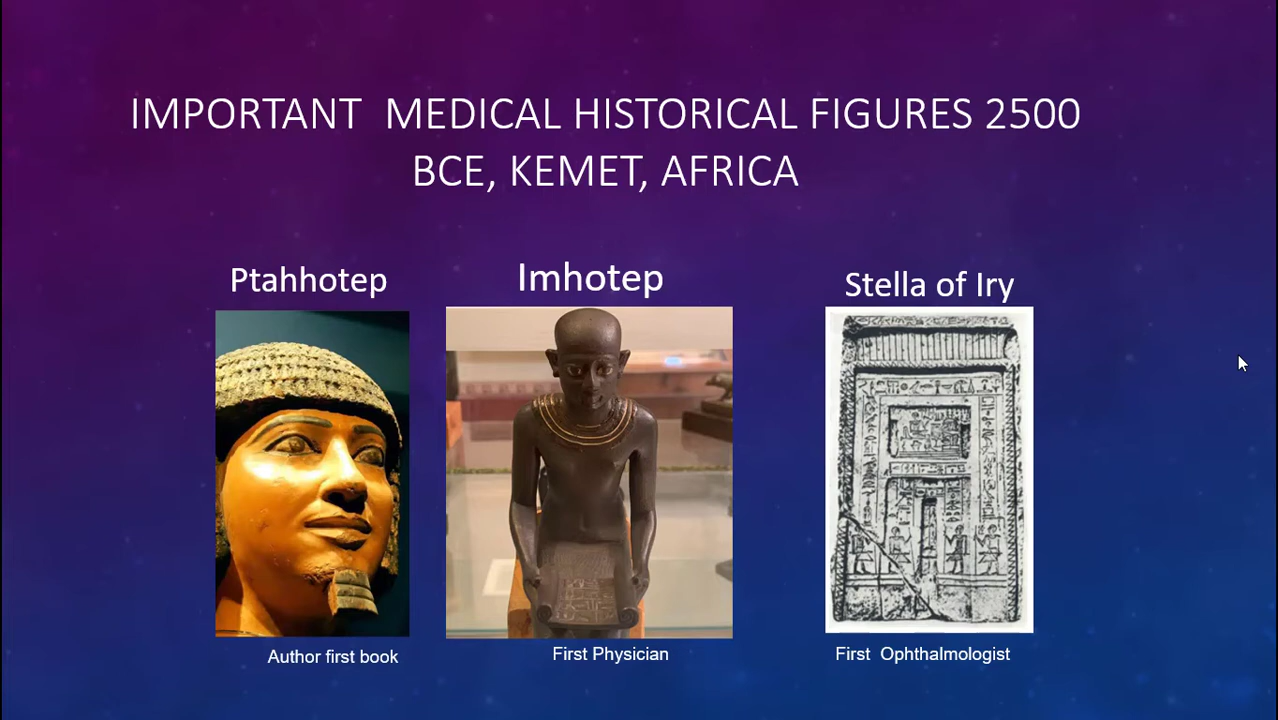 IMPORTANT MEDICAL HISTORICAL FIGURES 2500
BCE, KEMET, AFRICA
Ptahhotep
Imhotep
Stella of Iry
Author first book
First Physician
First Ophthalmologist